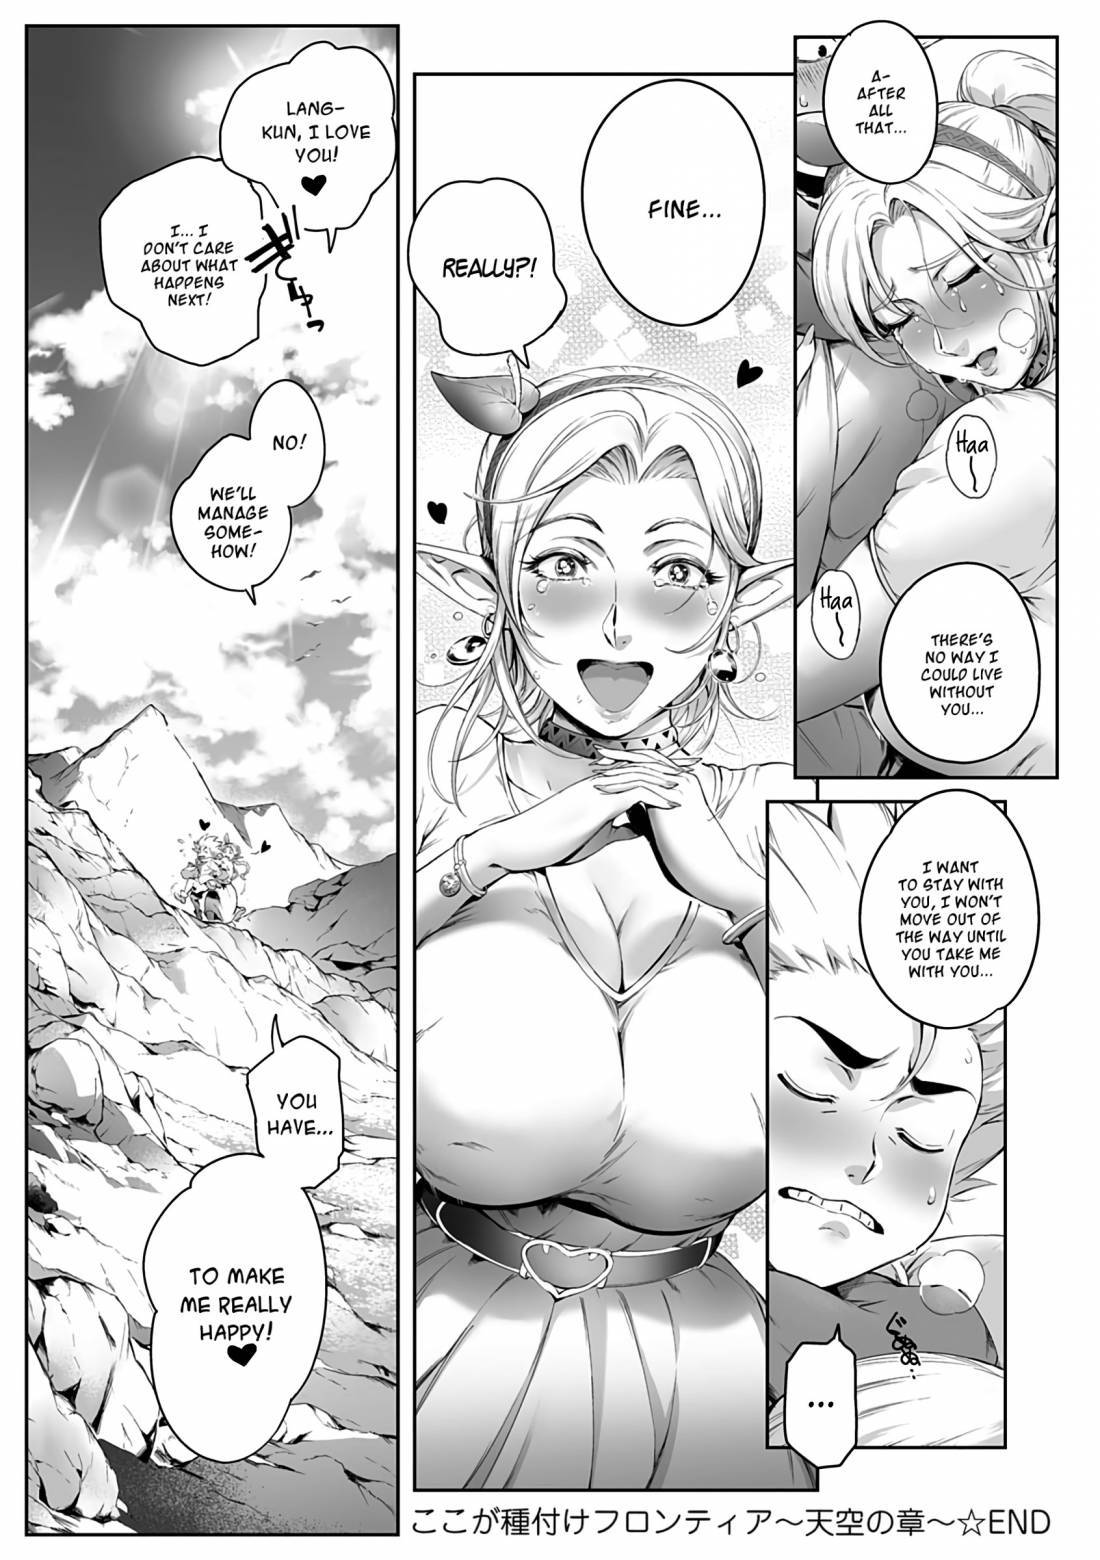 A-
AFTER
ALL
THAT...
Haa
Haa
THERE'S
NO WAY I
COULD LIVE
WITHOUT
YOU...
I WANT
TO STAY WITH
YOU, I WON'T
MOVE OUT OF
THE WAY UNTIL
YOU TAKE ME
WITH YOU...
...
FINE...
REALLY?!
LANG-
KUN, I LOVE
YOU!
♥
ぎゅっ
I... I
DON'T CARE
ABOUT WHAT
HAPPENS
NEXT!
NO!
WE'LL
MANAGE
SOME-
HOW!
YOU
HAVE...
TO MAKE
ME REALLY
HAPPY!
♥
ここが種付けフロンティア～天空の章～☆END